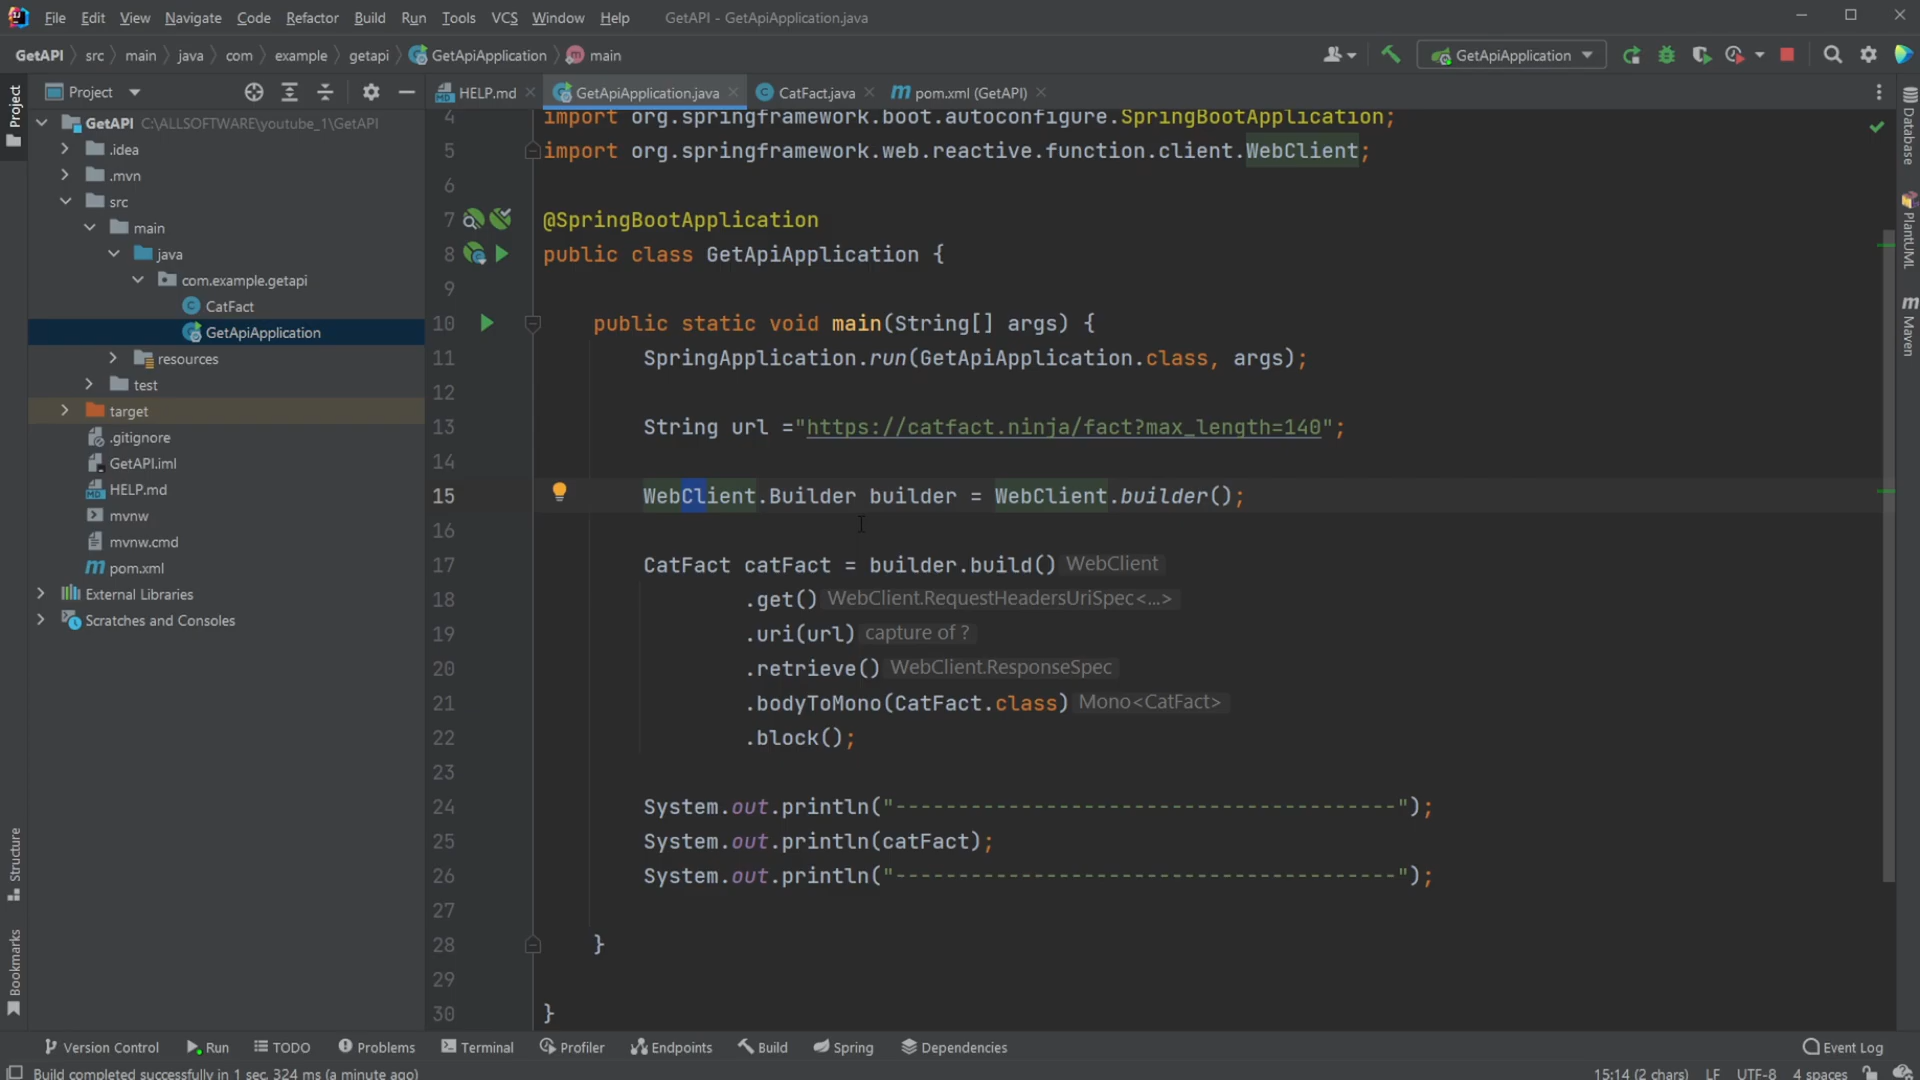 File Edit View Navigate Code Refactor Build Run Tools VCS Window Help GetAPI - GetApiApplication.java
GetAPI src main java com example getapi GetApiApplication main GetApiApplication
Project HELP.md GetApiApplication.java CatFact.java pom.xml (GetAPI)
Project
GetAPI C:\ALLSOFTWARE\youtube_1\GetAPI
.idea
.mvn
src
main
java
com.example.getapi
CatFact
GetApiApplication
resources
test
target
.gitignore
GetAPI.iml
HELP.md
mvnw
mvnw.cmd
pom.xml
External Libraries
Scratches and Consoles
Structure
Bookmarks
4 import org.springframework.boot.autoconfigure.SpringBootApplication;
5 import org.springframework.web.reactive.function.client.WebClient;
6
7 @SpringBootApplication
8 public class GetApiApplication {
9
10 public static void main(String[] args) {
11 SpringApplication.run(GetApiApplication.class, args);
12
13 String url ="https://catfact.ninja/fact?max_length=140";
14
15 WebClient.Builder builder = WebClient.builder();
16
17 CatFact catFact = builder.build() WebClient
18 .get() WebClient.RequestHeadersUriSpec<...>
19 .uri(url) capture of ?
20 .retrieve() WebClient.ResponseSpec
21 .bodyToMono(CatFact.class) Mono<CatFact>
22 .block();
23
24 System.out.println("----------------------------------------");
25 System.out.println(catFact);
26 System.out.println("----------------------------------------");
27
28 }
29
30 }
Database
PlantUML
m Maven
Version Control Run TODO Problems Terminal Profiler Endpoints Build Spring Dependencies Event Log
Build completed successfully in 1 sec, 324 ms (a minute ago) 15:14 (2 chars) LF UTF-8 4 spaces